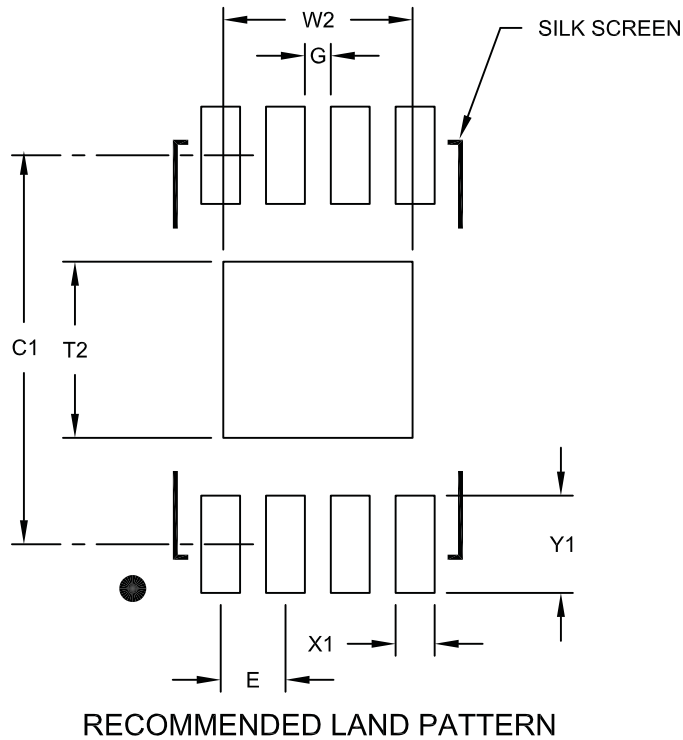 W2
SILK SCREEN
G
C1
T2
Y1
X1
E
RECOMMENDED LAND PATTERN